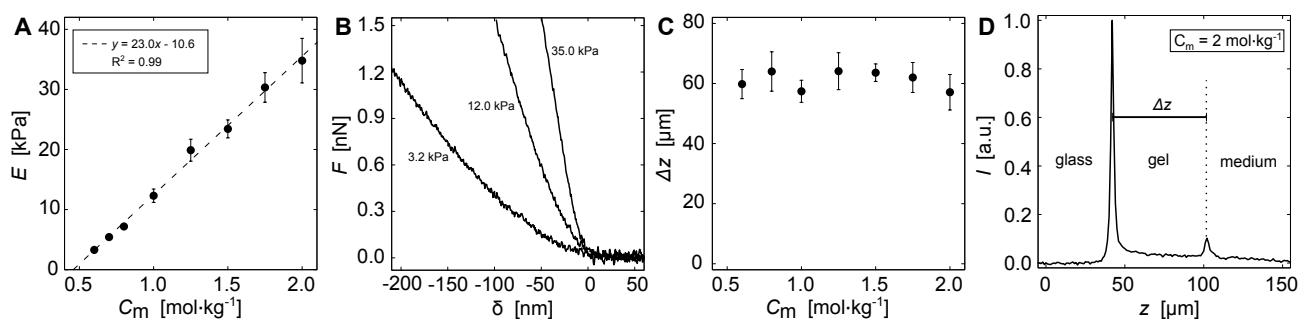 A
E [kPa]
40
30
20
10
0
y = 23.0x - 10.6
R² = 0.99
1.0
1.5
2.0
Cm [mol·kg⁻¹]
B
F [nN]
1.5
1.2
0.9
0.6
0.3
0.0
35.0 kPa
12.0 kPa
3.2 kPa
-200
-150
-100
-50
0
50
δ [nm]
C
Δz [µm]
80
60
40
20
0
0.5
1.0
1.5
2.0
Cm [mol·kg⁻¹]
D
I [a.u.]
1.0
0.8
0.6
0.4
0.2
0.0
Cm = 2 mol·kg⁻¹
Δz
glass
gel
medium
0
50
100
150
z [µm]